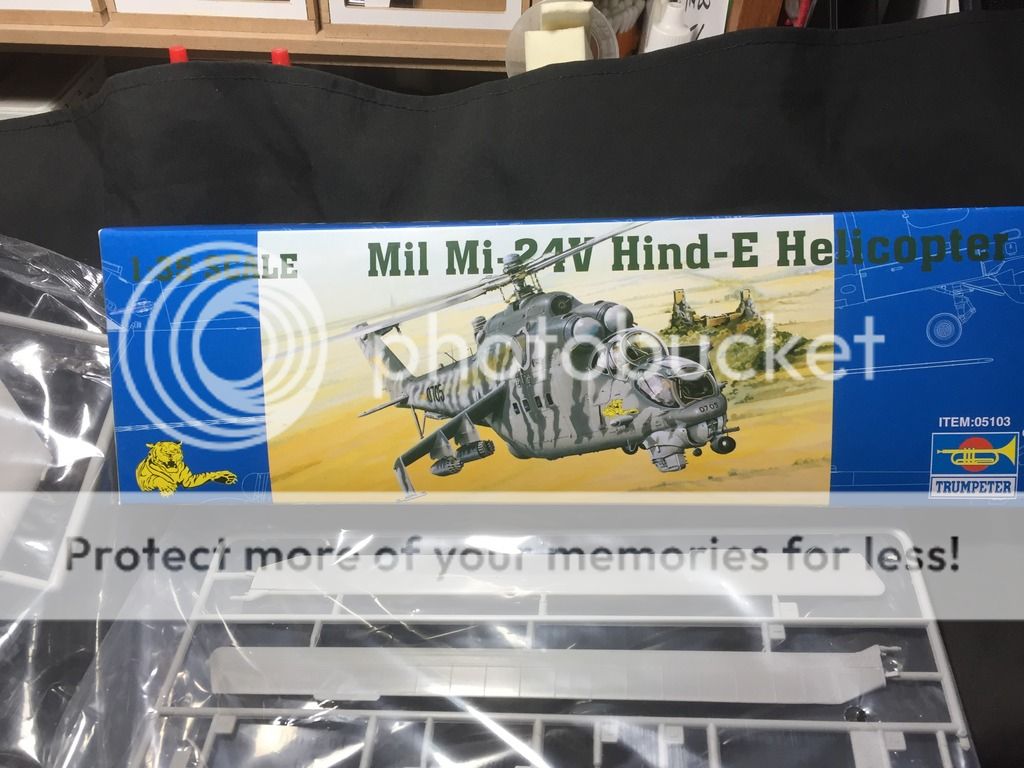 1:35 SCALE
Mil Mi-24V Hind-E Helicopter
photobucket
0705
0705
ITEM:05103
TRUMPETER
Protect more of your memories for less!